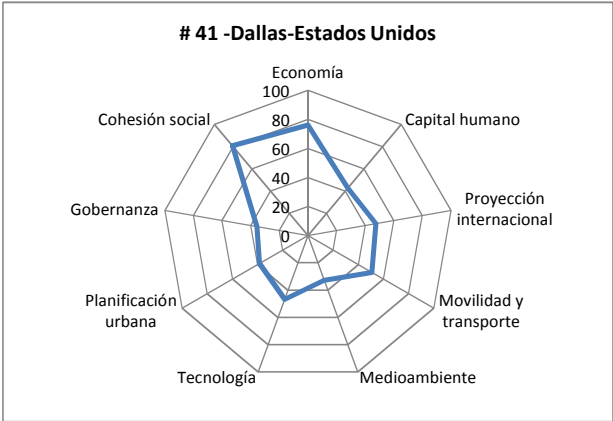 # 41 -Dallas-Estados Unidos
Economía
Capital humano
Proyección
internacional
Movilidad y
transporte
Medioambiente
Tecnología
Planificación
urbana
Gobernanza
Cohesión social
100
80
60
40
20
0